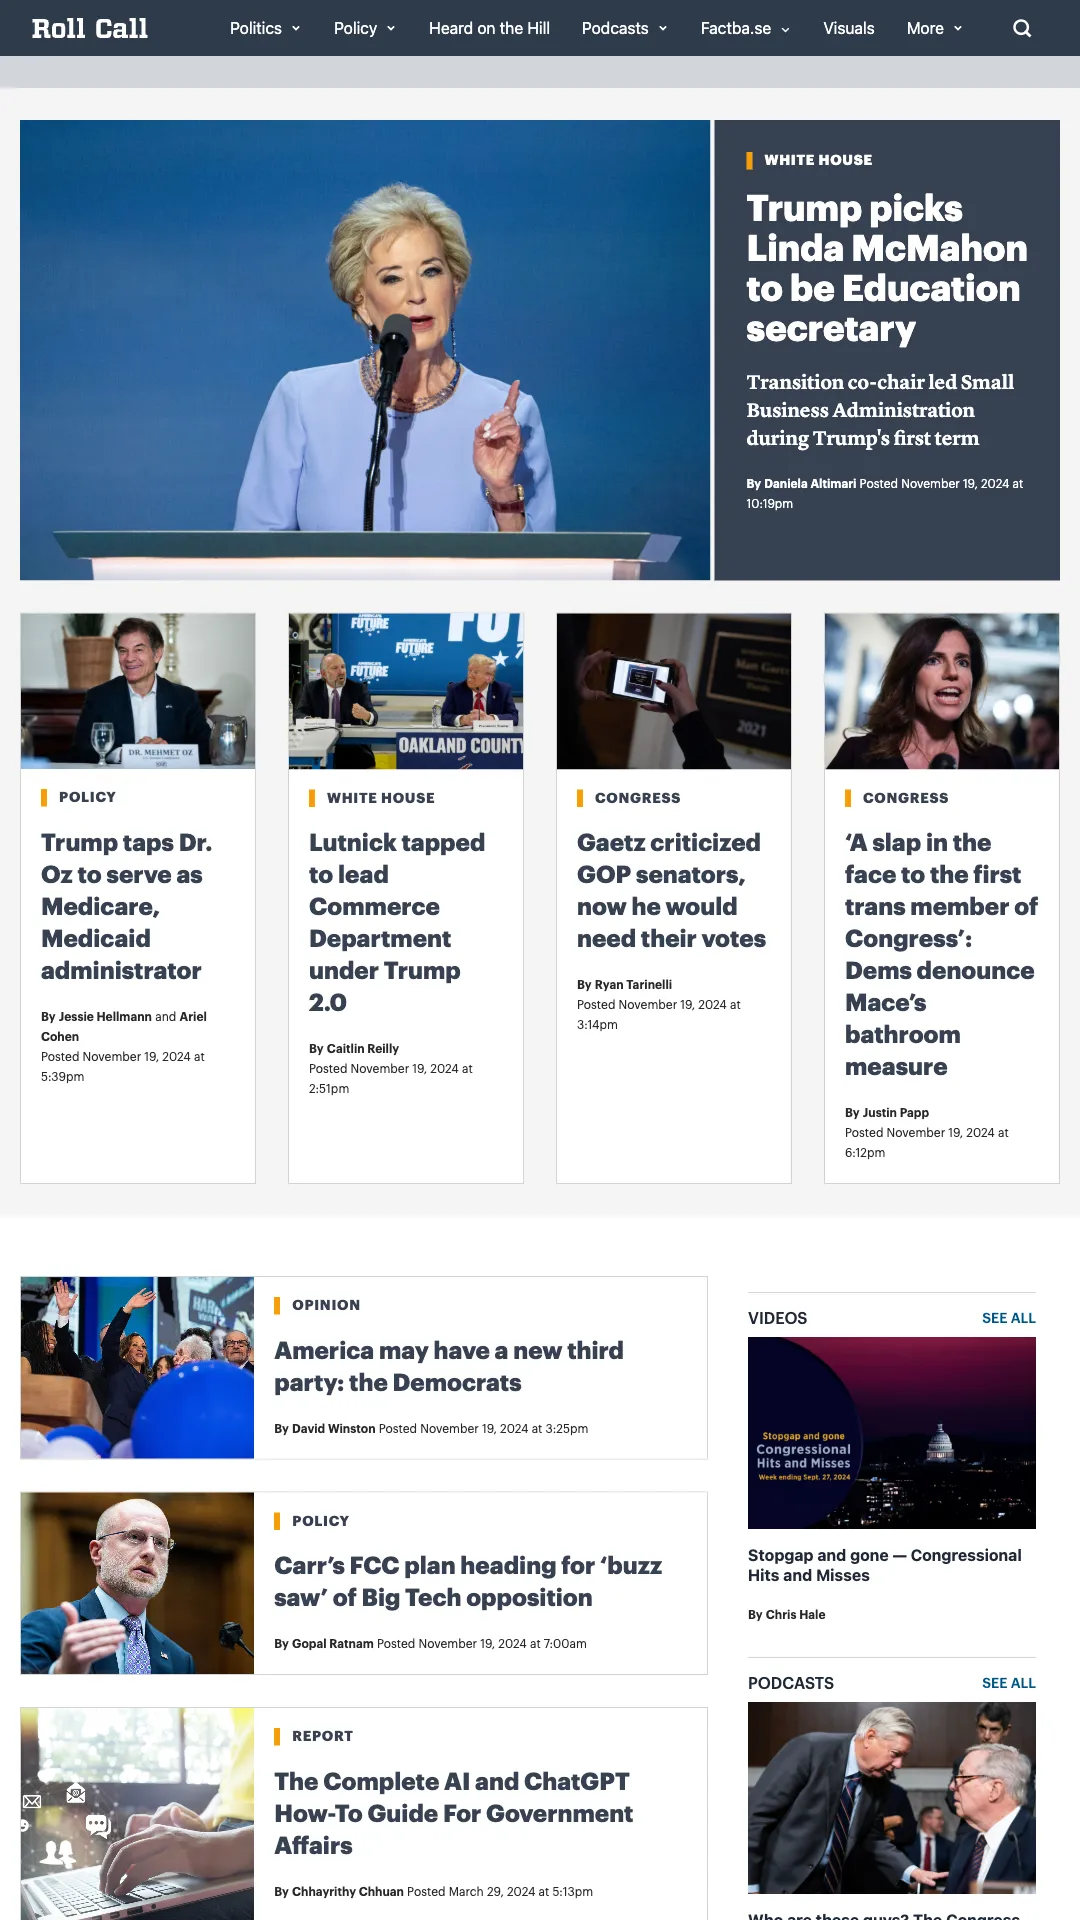 Roll Call
Politics
Policy
Heard on the Hill
Podcasts
Factba.se
Visuals
More
WHITE HOUSE
Trump picks
Linda McMahon
to be Education
secretary
Transition co-chair led Small
Business Administration
during Trump's first term
By Daniela Altimari Posted November 19, 2024 at
10:19pm
DR. MEHMET OZ
POLICY
Trump taps Dr.
Oz to serve as
Medicare,
Medicaid
administrator
By Jessie Hellmann and Ariel
Cohen
Posted November 19, 2024 at
5:39pm
FUTURE
AMERICA'S
FUTURE
FUTURE
OAKLAND COUNTY
WHITE HOUSE
Lutnick tapped
to lead
Commerce
Department
under Trump
2.0
By Caitlin Reilly
Posted November 19, 2024 at
2:51pm
Matt Gaetz
2021
CONGRESS
Gaetz criticized
GOP senators,
now he would
need their votes
By Ryan Tarinelli
Posted November 19, 2024 at
3:14pm
CONGRESS
‘A slap in the
face to the first
trans member of
Congress’:
Dems denounce
Mace’s
bathroom
measure
By Justin Papp
Posted November 19, 2024 at
6:12pm
OPINION
America may have a new third
party: the Democrats
By David Winston Posted November 19, 2024 at 3:25pm
POLICY
Carr’s FCC plan heading for ‘buzz
saw’ of Big Tech opposition
By Gopal Ratnam Posted November 19, 2024 at 7:00am
REPORT
The Complete AI and ChatGPT
How-To Guide For Government
Affairs
By Chhayrithy Chhuan Posted March 29, 2024 at 5:13pm
VIDEOS
SEE ALL
Stopgap and gone
Congressional
Hits and Misses
Week ending Sept. 27, 2024
Stopgap and gone — Congressional
Hits and Misses
By Chris Hale
PODCASTS
SEE ALL
Who are these guys? The Congress